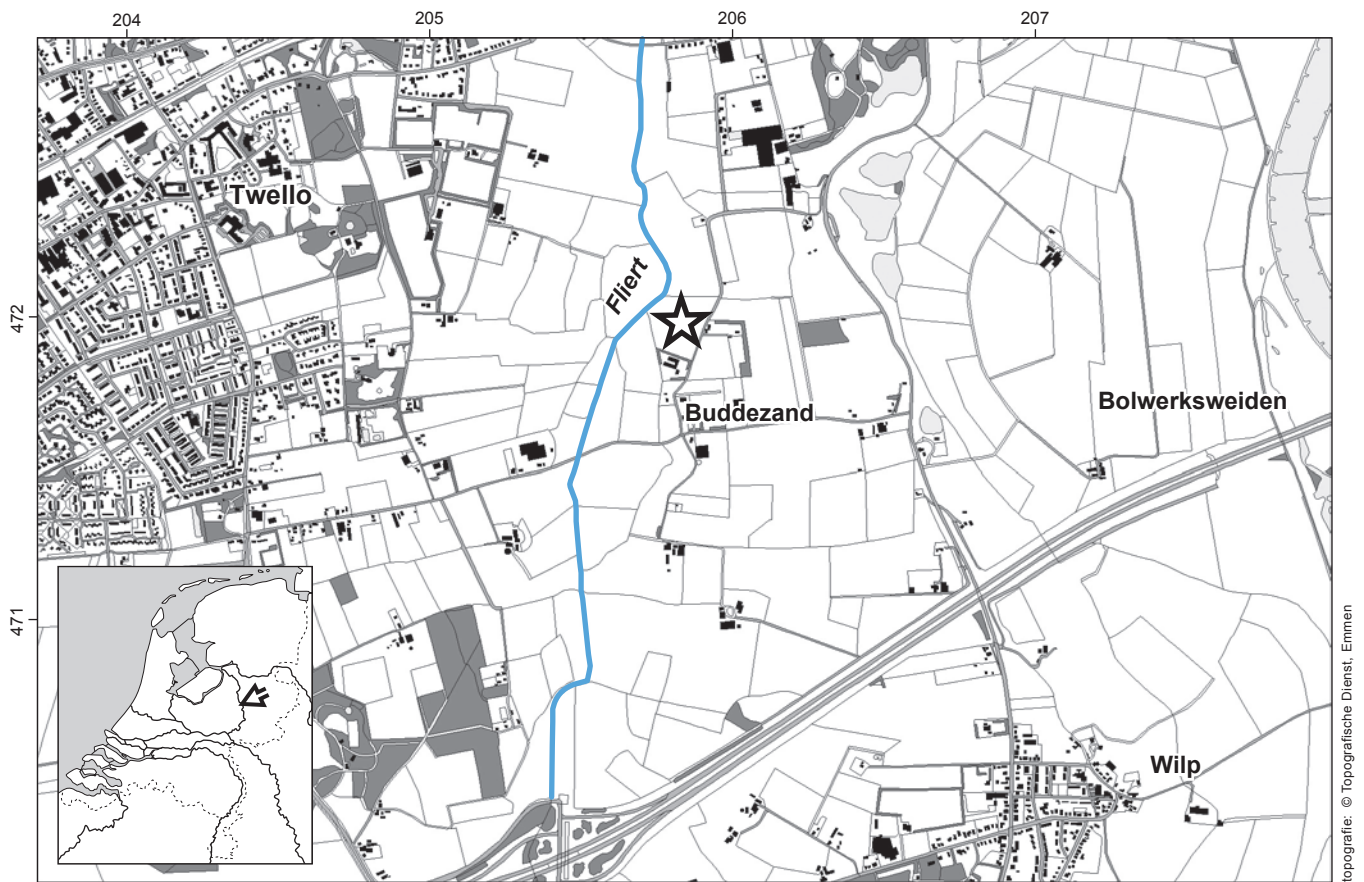 204
205
206
207
472
471
Twello
Fliert
Buddezand
Bolwerksweiden
Wilp
topografie: © Topografische Dienst, Emmen